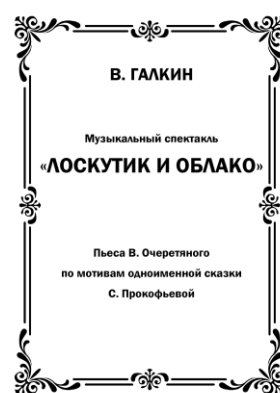 В. ГАЛКИН
Музыкальный спектакль
«ЛОСКУТИК И ОБЛАКО»
Пьеса В. Очеретяного
по мотивам одноименной сказки
С. Прокофьевой